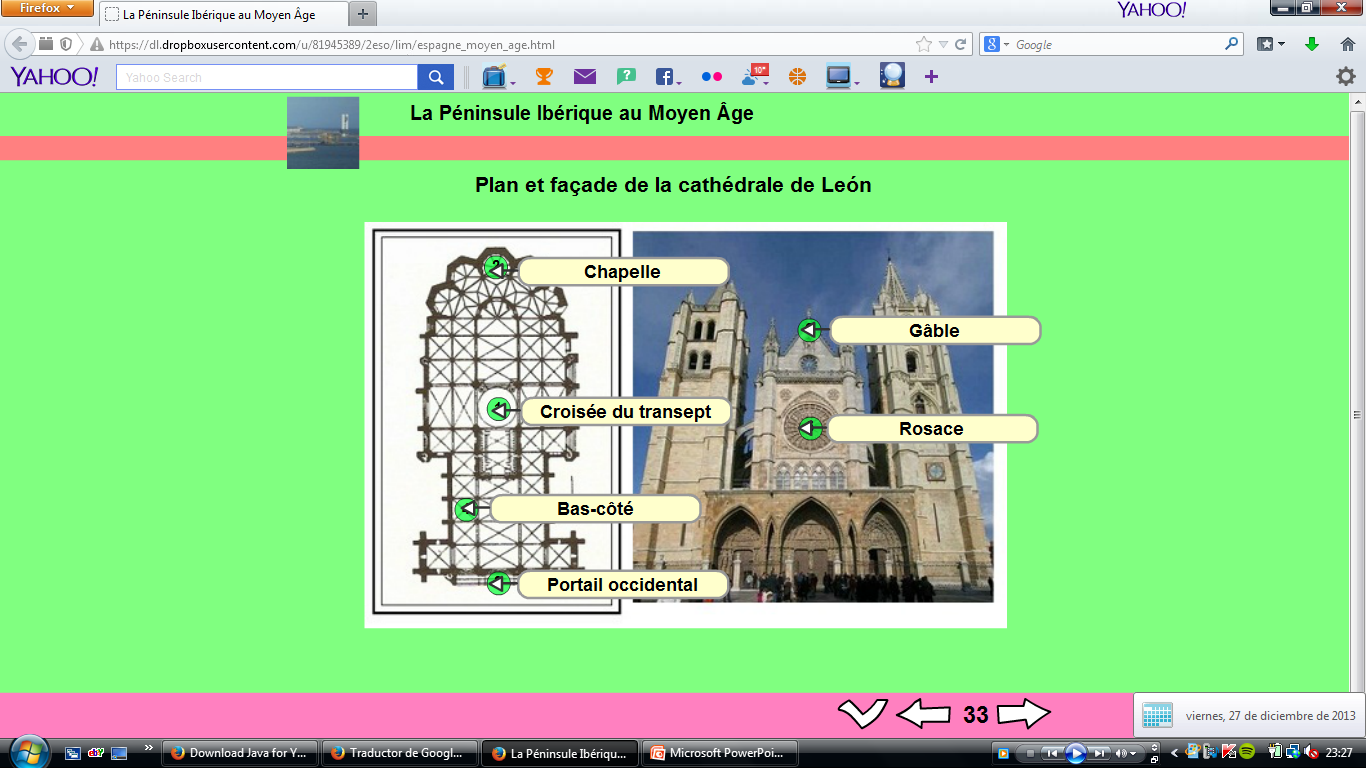 Firefox
La Péninsule Ibérique au Moyen Âge
YAHOO!
https://dl.dropboxusercontent.com/u/81945389/2eso/lim/espagne_moyen_age.html
Google
YAHOO!
Yahoo Search
10°
La Péninsule Ibérique au Moyen Âge
Plan et façade de la cathédrale de León
Chapelle
Gâble
Croisée du transept
Rosace
Bas-côté
Portail occidental
33
viernes, 27 de diciembre de 2013
Download Java for Y...
Traductor de Googl...
La Péninsule Ibériqu...
Microsoft PowerPoi...
23:27